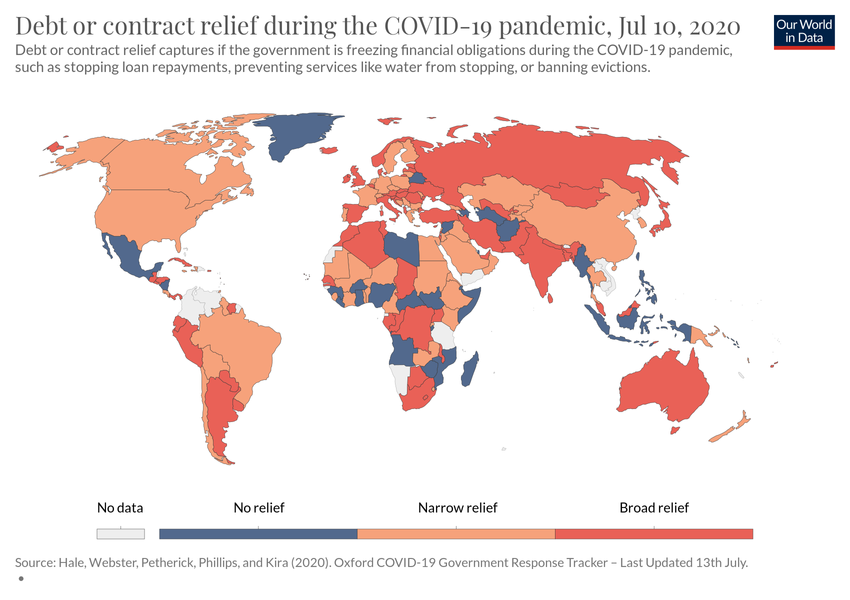 Debt or contract relief during the COVID-19 pandemic, Jul 10, 2020
Our World
in Data
Debt or contract relief captures if the government is freezing financial obligations during the COVID-19 pandemic,
such as stopping loan repayments, preventing services like water from stopping, or banning evictions.
No data
No relief
Narrow relief
Broad relief
Source: Hale, Webster, Petherick, Phillips, and Kira (2020). Oxford COVID-19 Government Response Tracker – Last Updated 13th July.
•